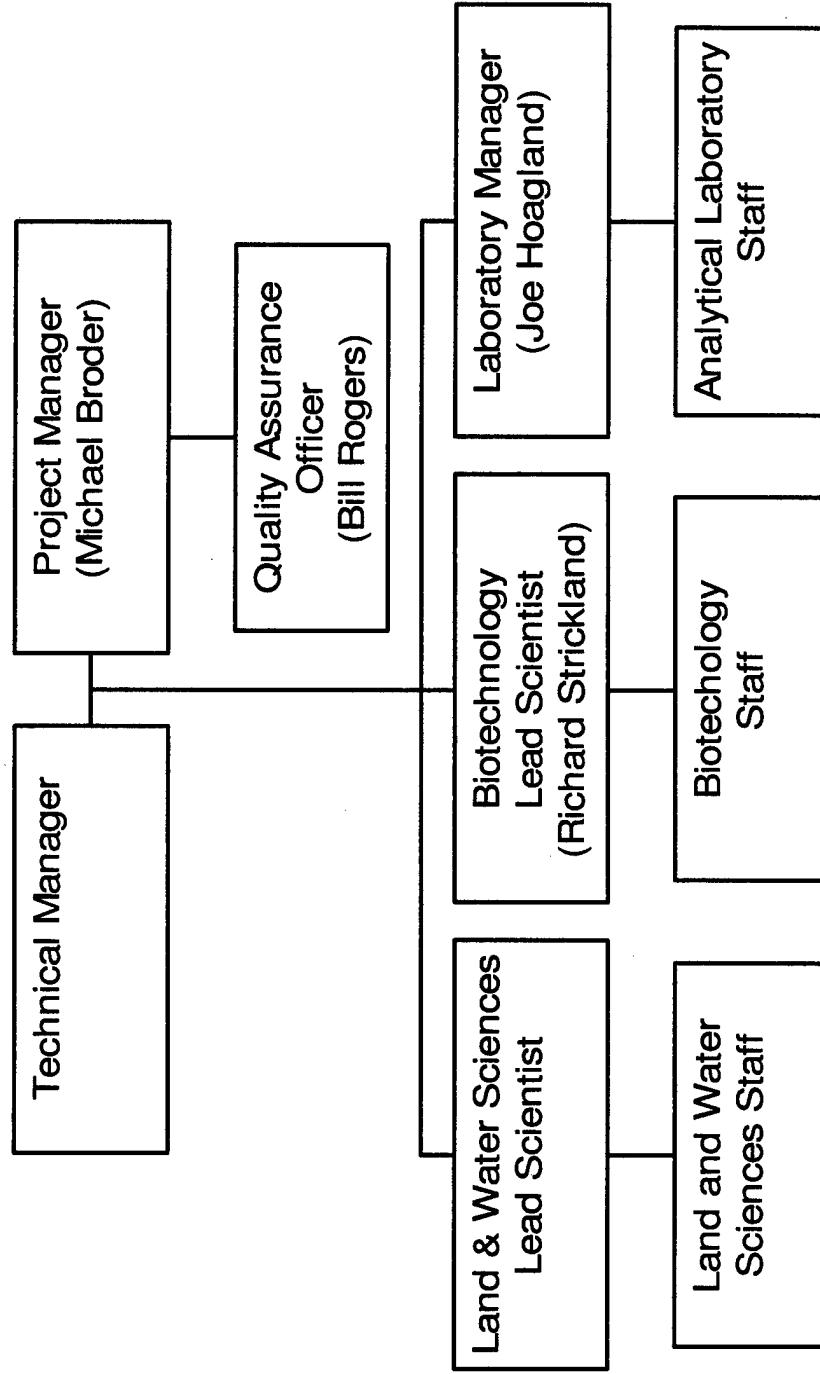 Technical Manager
Project Manager
(Michael Broder)
Quality Assurance
Officer
(Bill Rogers)
Land & Water Sciences
Lead Scientist
Biotechnology
Lead Scientist
(Richard Strickland)
Laboratory Manager
(Joe Hoagland)
Land and Water
Sciences Staff
Biotechology
Staff
Analytical Laboratory
Staff